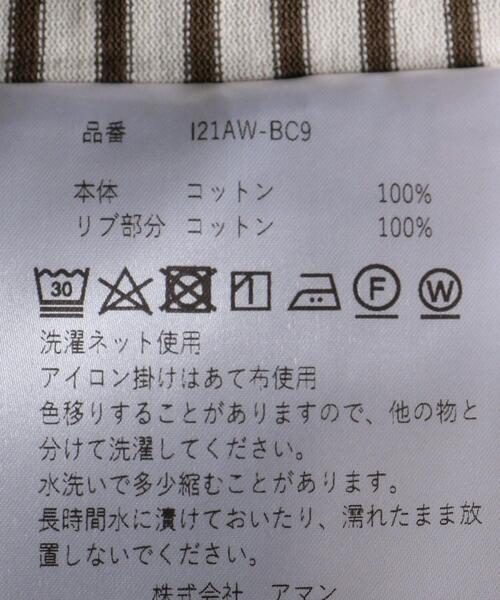 品番 I21AW-BC9
本体 コットン 100%
リブ部分 コットン 100%
30 F W
洗濯ネット使用
アイロン掛けはあて布使用
色移りすることがありますので、他の物と
分けて洗濯してください。
水洗いで多少縮むことがあります。
長時間水に漬けておいたり、濡れたまま放
置しないでください。
株式会社 アマン